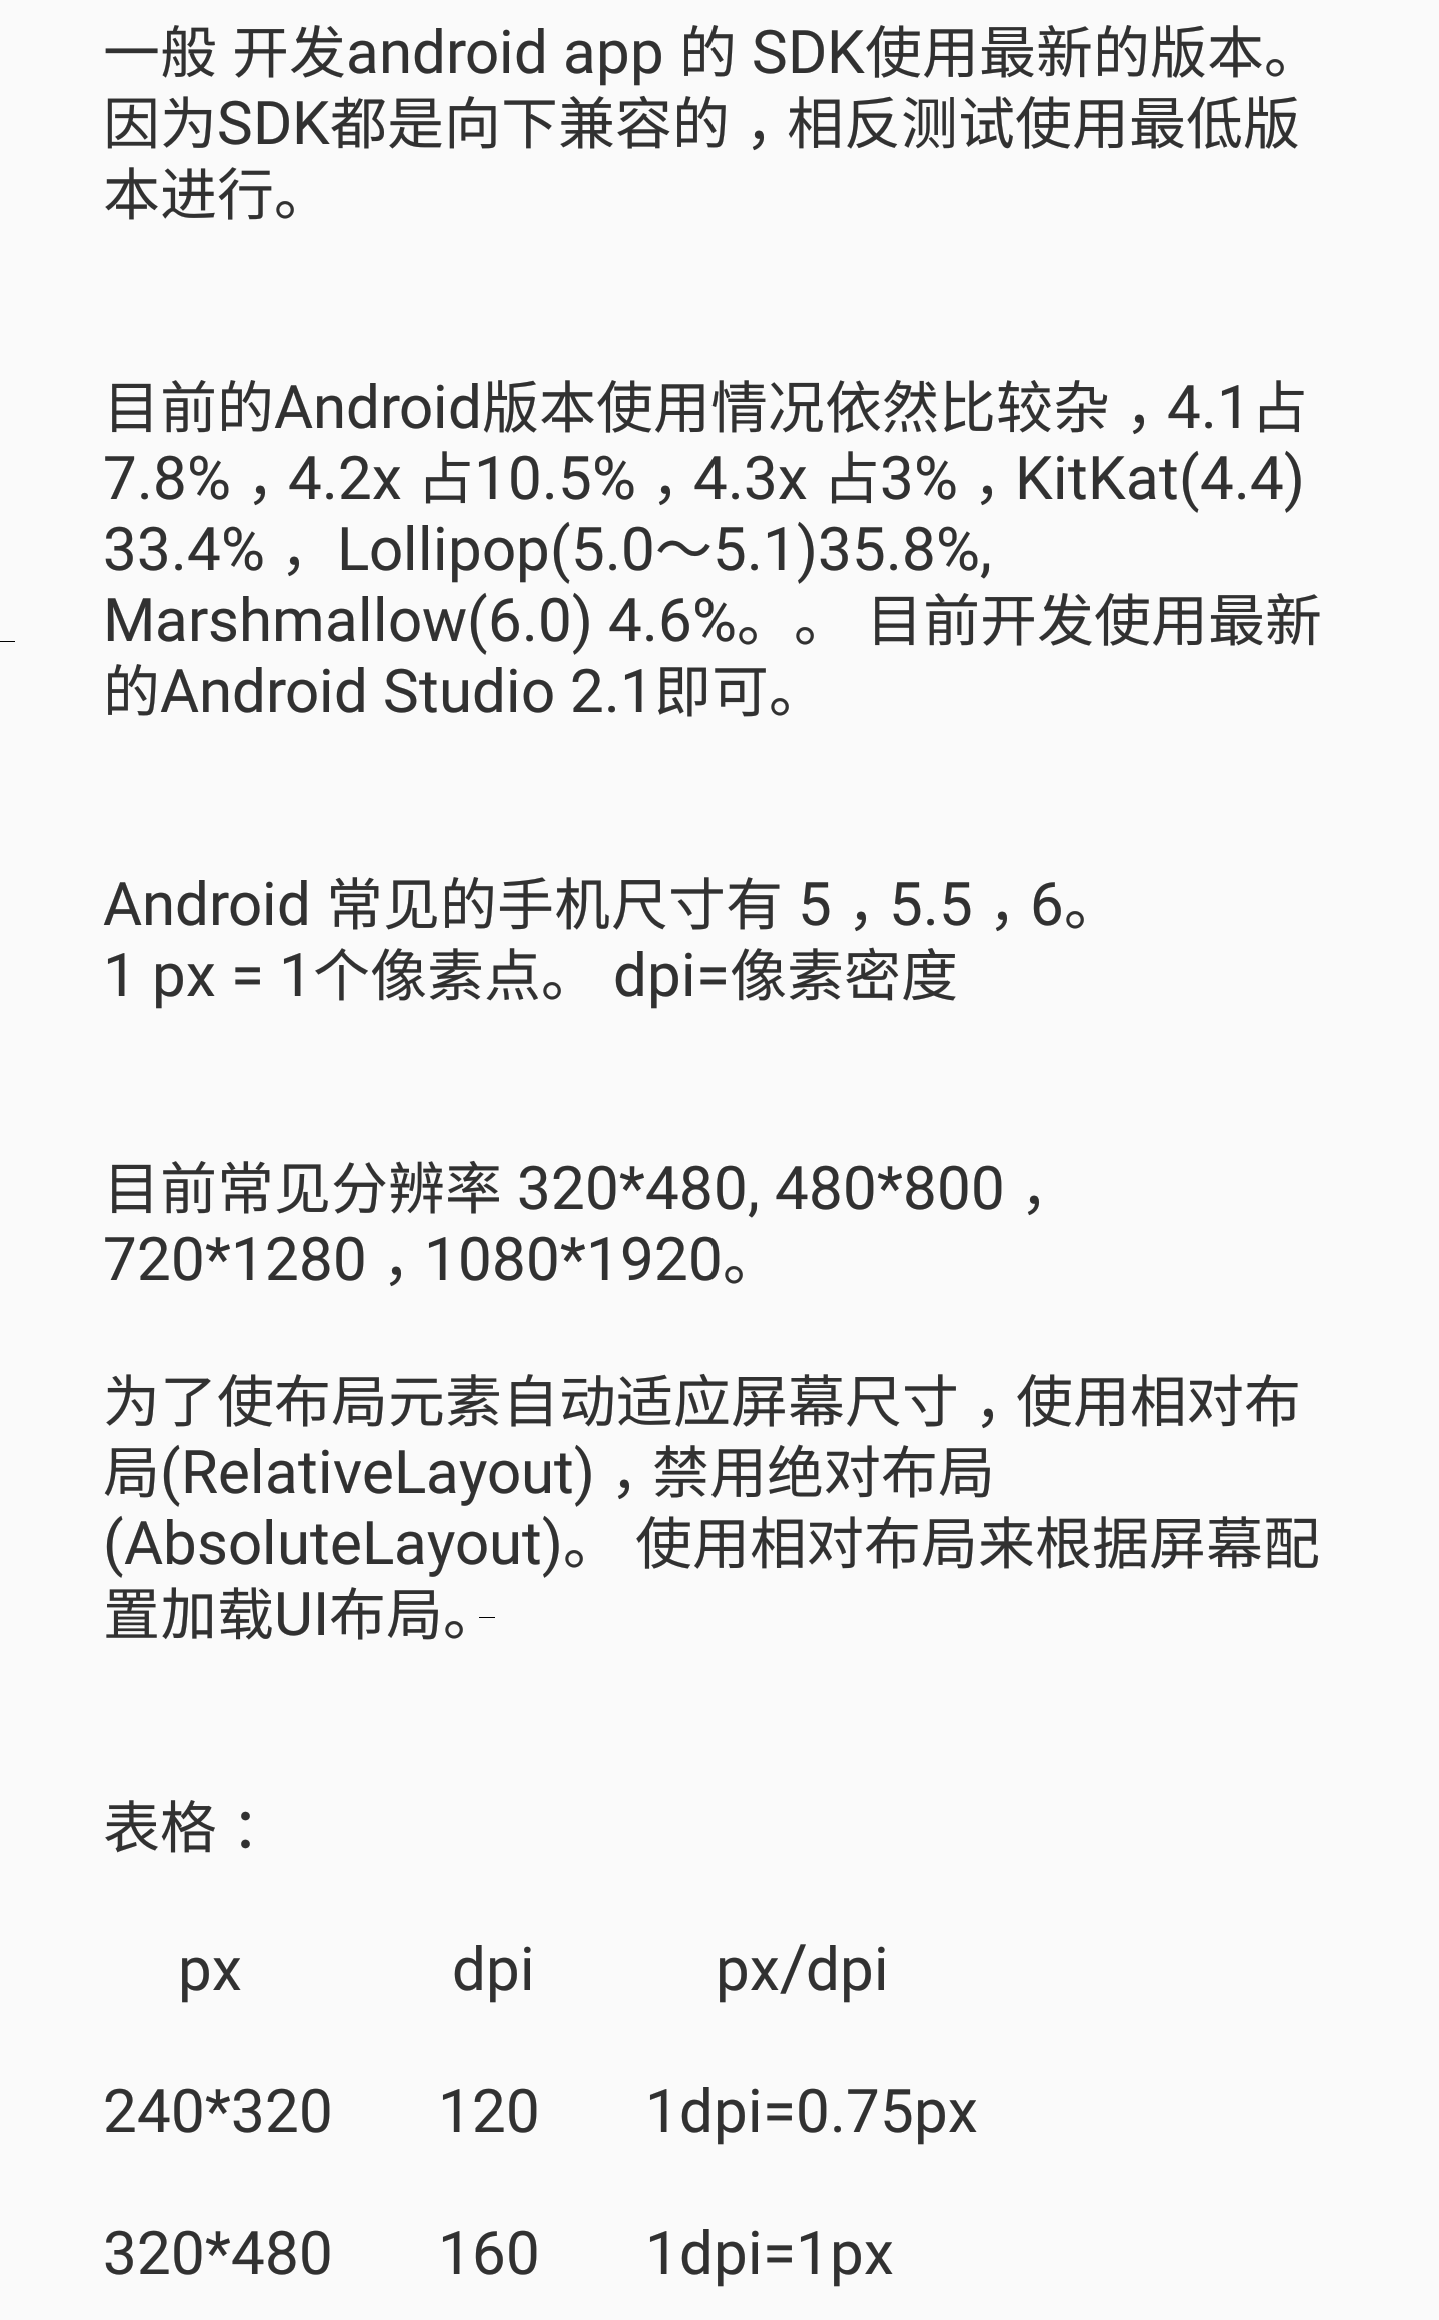 一般 开发android app 的 SDK使用最新的版本。
因为SDK都是向下兼容的，相反测试使用最低版
本进行。
目前的Android版本使用情况依然比较杂，4.1占
7.8%，4.2x 占10.5%，4.3x 占3%，KitKat(4.4)
33.4%， Lollipop(5.0～5.1)35.8%,
Marshmallow(6.0) 4.6%。。 目前开发使用最新
的Android Studio 2.1即可。
Android 常见的手机尺寸有 5，5.5，6。
1 px = 1个像素点。 dpi=像素密度
目前常见分辨率 320*480, 480*800，
720*1280，1080*1920。
为了使布局元素自动适应屏幕尺寸，使用相对布
局(RelativeLayout)，禁用绝对布局
(AbsoluteLayout)。 使用相对布局来根据屏幕配
置加载UI布局。
表格：
px dpi px/dpi
240*320 120 1dpi=0.75px
320*480 160 1dpi=1px